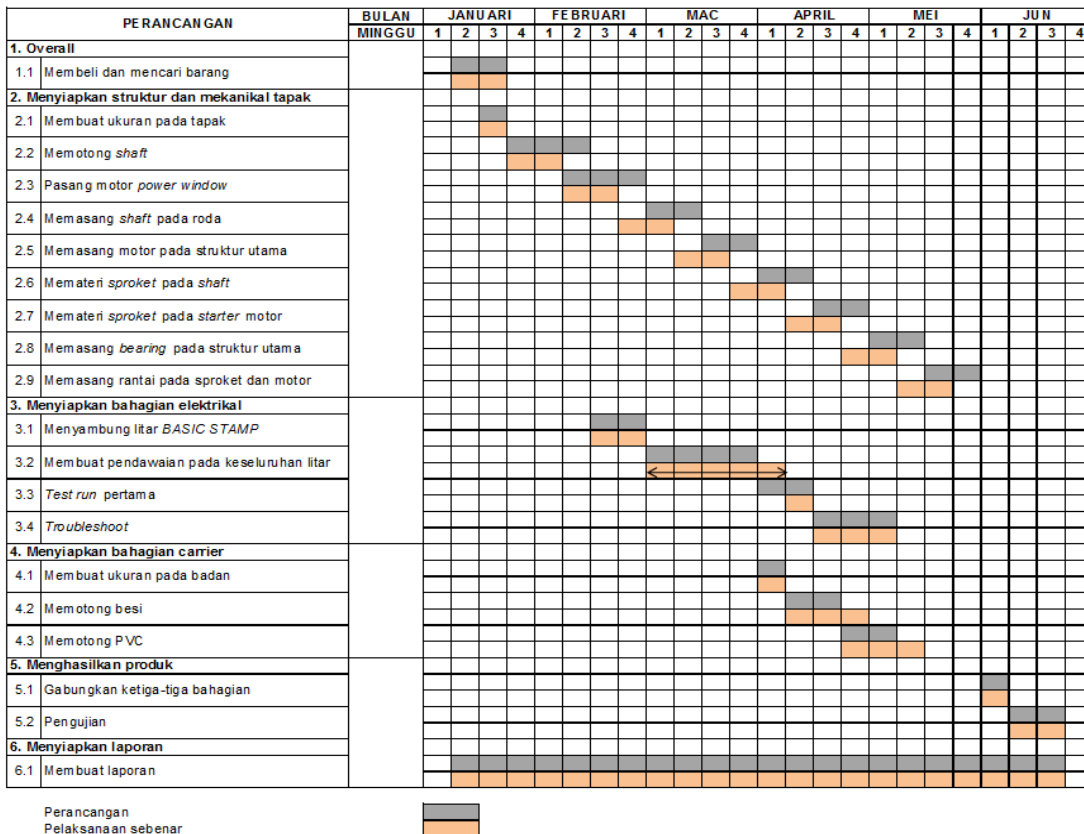 PERANCANGAN BULAN JANUARI FEBRUARI MAC APRIL MEI JUN
MINGGU 1 2 3 4 1 2 3 4 1 2 3 4 1 2 3 4 1 2 3 4 1 2 3 4
1. Overall
1.1 Membeli dan mencari barang
2. Menyiapkan struktur dan mekanikal tapak
2.1 Membuat ukuran pada tapak
2.2 Memotong shaft
2.3 Pasang motor power window
2.4 Memasang shaft pada roda
2.5 Memasang motor pada struktur utama
2.6 Memateri sproket pada shaft
2.7 Memateri sproket pada starter motor
2.8 Memasang bearing pada struktur utama
2.9 Memasang rantai pada sproket dan motor
3. Menyiapkan bahagian elektrikal
3.1 Menyambung litar BASIC STAMP
3.2 Membuat pendawaian pada keseluruhan litar
3.3 Test run pertama
3.4 Troubleshoot
4. Menyiapkan bahagian carrier
4.1 Membuat ukuran pada badan
4.2 Memotong besi
4.3 Memotong PVC
5. Menghasilkan produk
5.1 Gabungkan ketiga-tiga bahagian
5.2 Pengujian
6. Menyiapkan laporan
6.1 Membuat laporan
Perancangan
Pelaksanaan sebenar